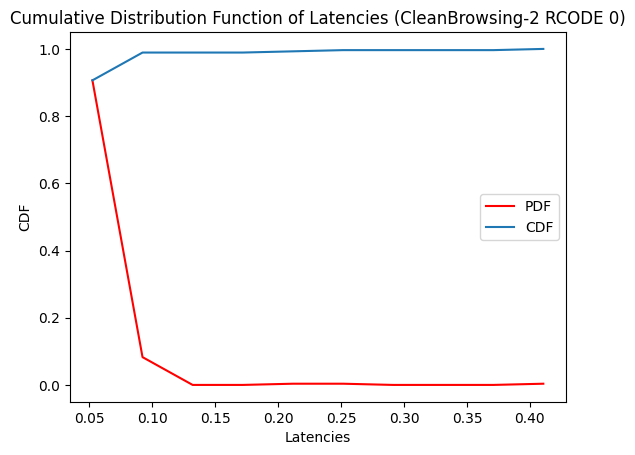 Cumulative Distribution Function of Latencies (CleanBrowsing-2 RCODE 0)
1.0
0.8
0.6
0.4
0.2
0.0
CDF
PDF
CDF
0.05 0.10 0.15 0.20 0.25 0.30 0.35 0.40
Latencies